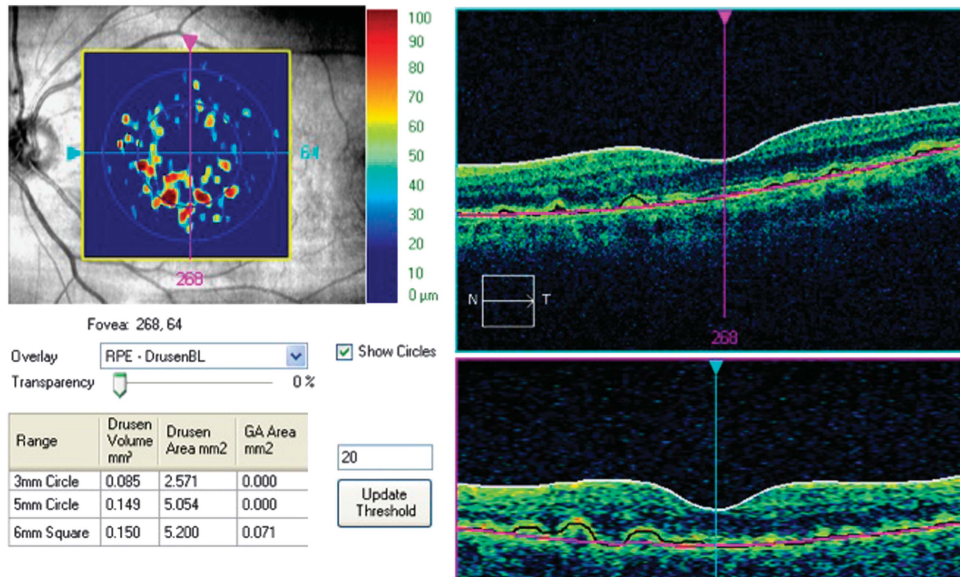 64
268
100
90
80
70
60
50
40
30
20
10
0 µm
N T
268
Fovea: 268, 64
Overlay RPE - DrusenBL Show Circles
Transparency 0 %
Range Drusen Volume mm³ Drusen Area mm2 GA Area mm2
3mm Circle 0.085 2.571 0.000
5mm Circle 0.149 5.054 0.000
6mm Square 0.150 5.200 0.071
20
Update
Threshold